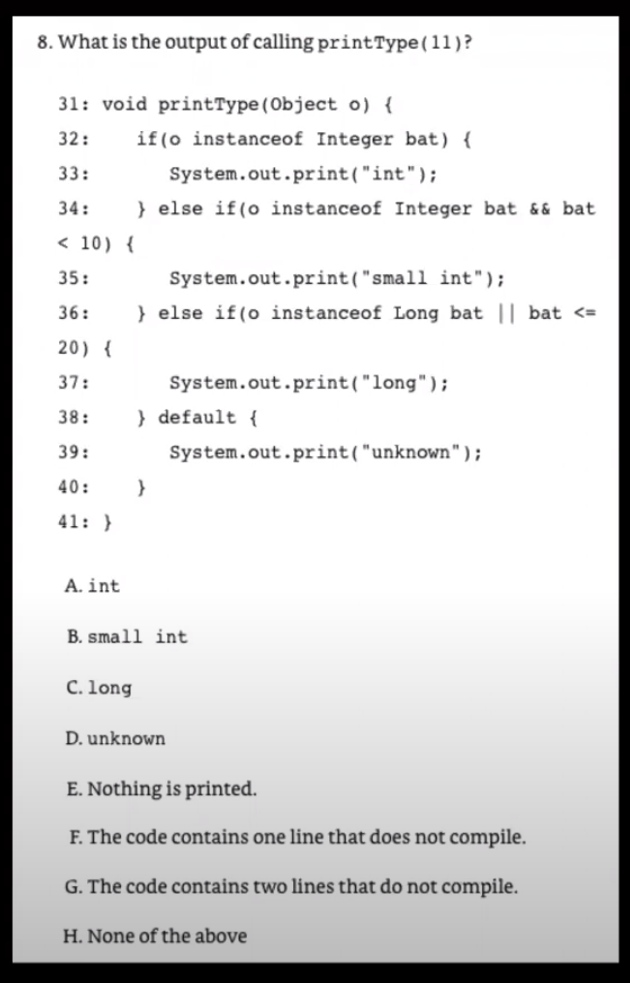 8. What is the output of calling printType(11)?
31: void printType(Object o) {
32:    if(o instanceof Integer bat) {
33:       System.out.print("int");
34:    } else if(o instanceof Integer bat && bat
< 10) {
35:       System.out.print("small int");
36:    } else if(o instanceof Long bat || bat <=
20) {
37:       System.out.print("long");
38:    } default {
39:       System.out.print("unknown");
40:    }
41: }
A. int
B. small int
C. long
D. unknown
E. Nothing is printed.
F. The code contains one line that does not compile.
G. The code contains two lines that do not compile.
H. None of the above